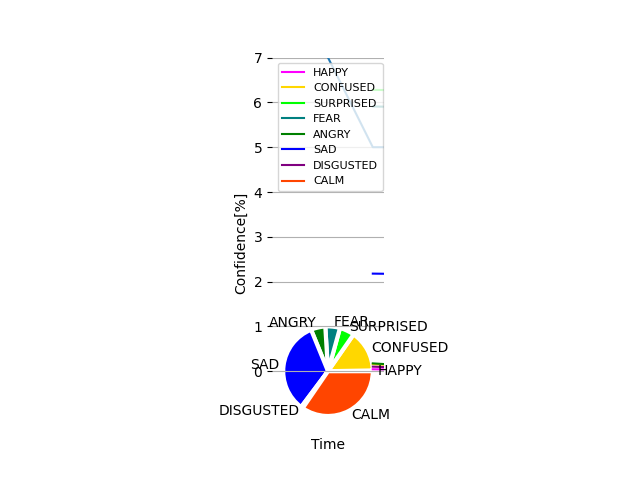 7
6
5
4
3
2
1
0
Confidence[%]
HAPPY
CONFUSED
SURPRISED
FEAR
ANGRY
SAD
DISGUSTED
CALM
ANGRY
FEAR
SURPRISED
CONFUSED
SAD
HAPPY
DISGUSTED
CALM
Time